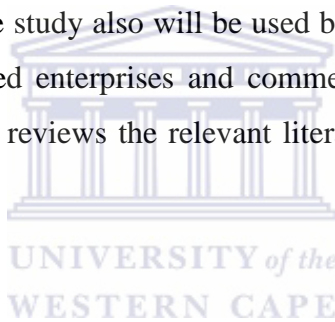 e study also will be used b
ed enterprises and comme
reviews the relevant liter
UNIVERSITY of the
WESTERN CAPE